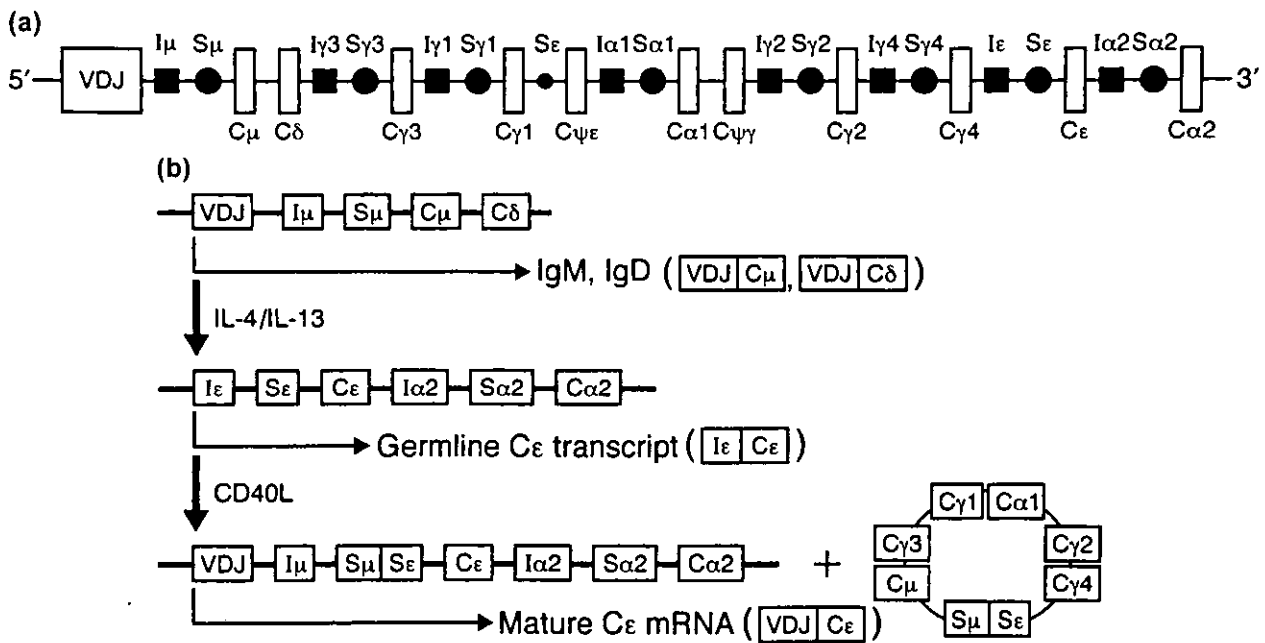 (a)
Iμ Sμ Iγ3 Sγ3 Iγ1 Sγ1 Sε Iα1 Sα1 Iγ2 Sγ2 Iγ4 Sγ4 Iε Sε Iα2 Sα2
5′ VDJ 3′
Cμ Cδ Cγ3 Cγ1 Cψε Cα1 Cψγ Cγ2 Cγ4 Cε Cα2
(b)
VDJ Iμ Sμ Cμ Cδ
IgM, IgD ( VDJ Cμ , VDJ Cδ )
IL-4/IL-13
Iε Sε Cε Iα2 Sα2 Cα2
Germline Cε transcript ( Iε Cε )
CD40L
VDJ Iμ Sμ Sε Cε Iα2 Sα2 Cα2 +
Cγ1 Cα1
Cγ3 Cγ2
Cμ Cγ4
Sμ Sε
Mature Cε mRNA ( VDJ Cε )